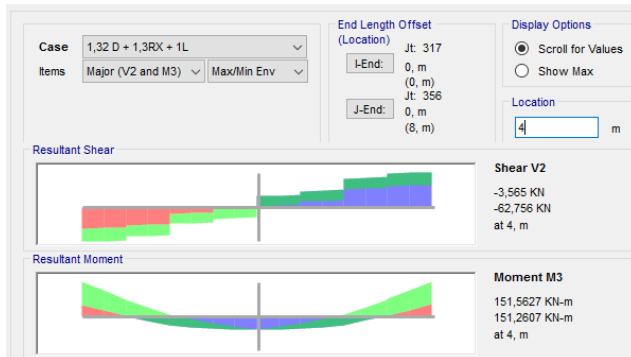 Case
1,32 D + 1,3RX + 1L
Items
Major (V2 and M3)
Max/Min Env
End Length Offset
(Location)
Jt: 317
I-End:
0, m
(0, m)
Jt: 356
J-End:
0, m
(8, m)
Display Options
Scroll for Values
Show Max
Location
4
m
Resultant Shear
Shear V2
-3,565 KN
-62,756 KN
at 4, m
Resultant Moment
Moment M3
151,5627 KN-m
151,2607 KN-m
at 4, m